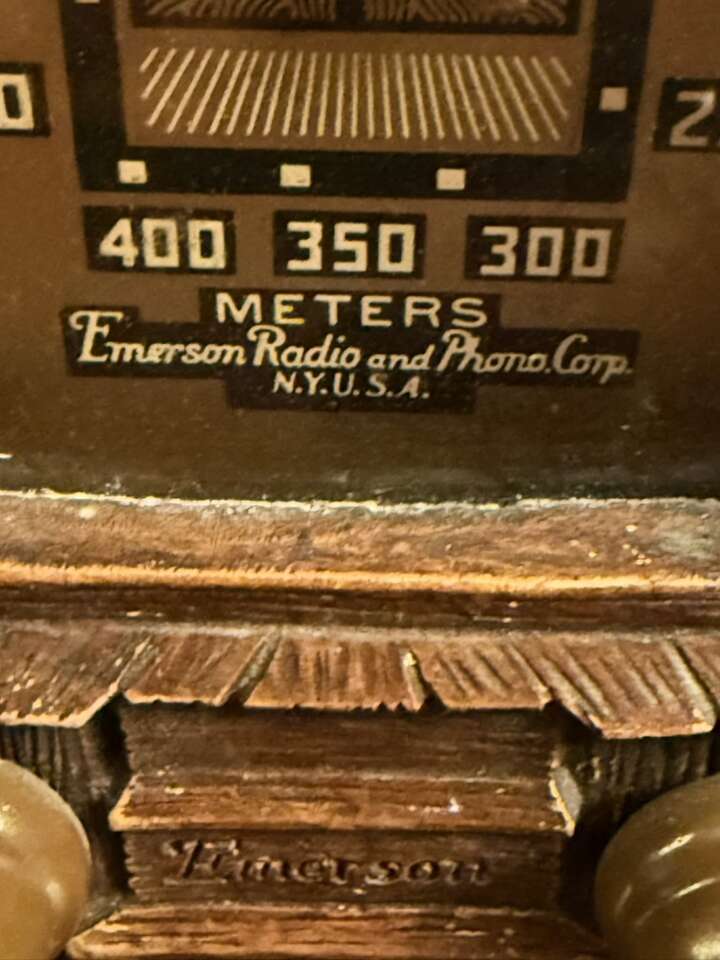 400 350 300
METERS
Emerson Radio and Phono. Corp.
N.Y. U.S.A.
Emerson